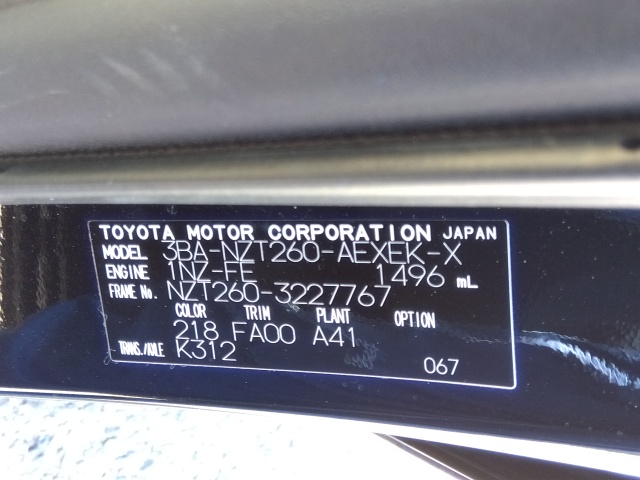 TOYOTA MOTOR CORPORATION JAPAN
MODEL 3BA-NZT260-AEXEK-X
ENGINE 1NZ-FE 1496 mL
FRAME No. NZT260-3227767
COLOR TRIM PLANT OPTION
218 FA00 A41
TRANS./AXLE K312
067